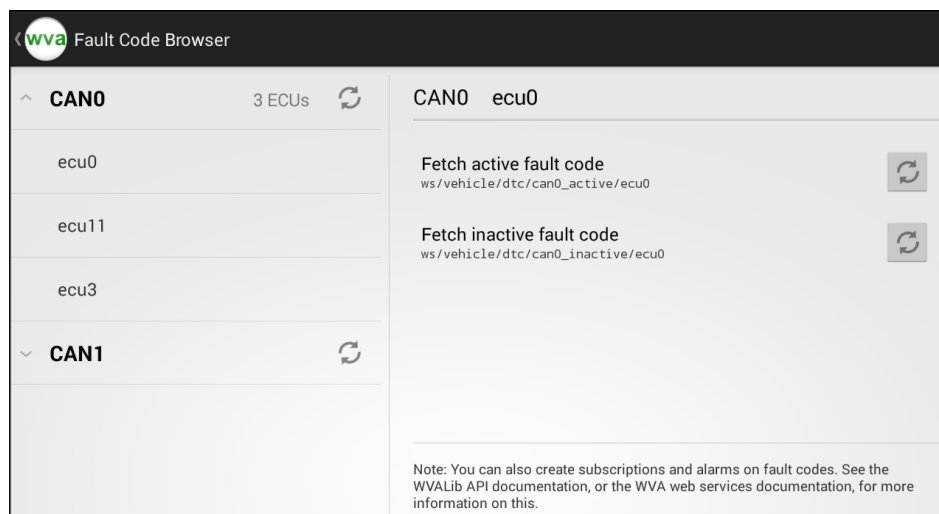 wva Fault Code Browser
CAN0 3 ECUs
ecu0
ecu11
ecu3
CAN1
CAN0 ecu0
Fetch active fault code
ws/vehicle/dtc/can0_active/ecu0
Fetch inactive fault code
ws/vehicle/dtc/can0_inactive/ecu0
Note: You can also create subscriptions and alarms on fault codes. See the
WVALib API documentation, or the WVA web services documentation, for more
information on this.